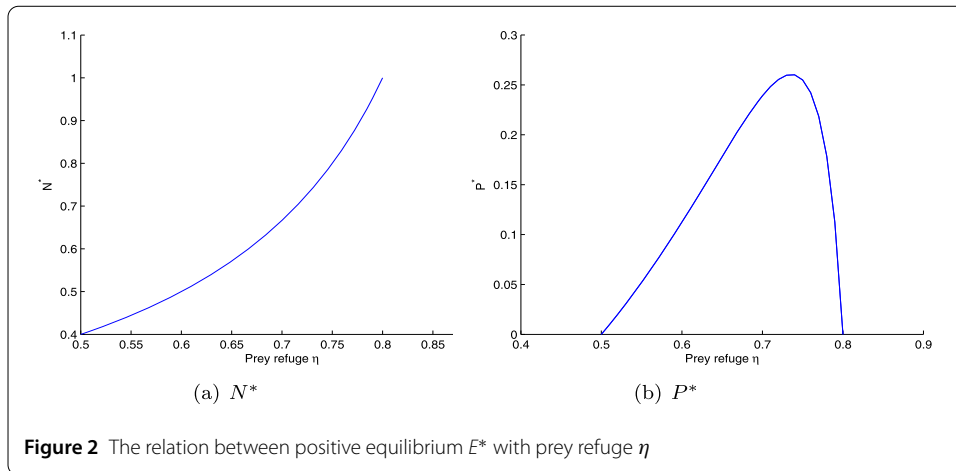 1.1
1
0.9
0.8
0.7
0.6
0.5
0.4
N*
0.5 0.55 0.6 0.65 0.7 0.75 0.8 0.85
Prey refuge η
(a) N*
0.3
0.25
0.2
0.15
0.1
0.05
0
P*
0.4 0.5 0.6 0.7 0.8 0.9
Prey refuge η
(b) P*
Figure 2 The relation between positive equilibrium E* with prey refuge η